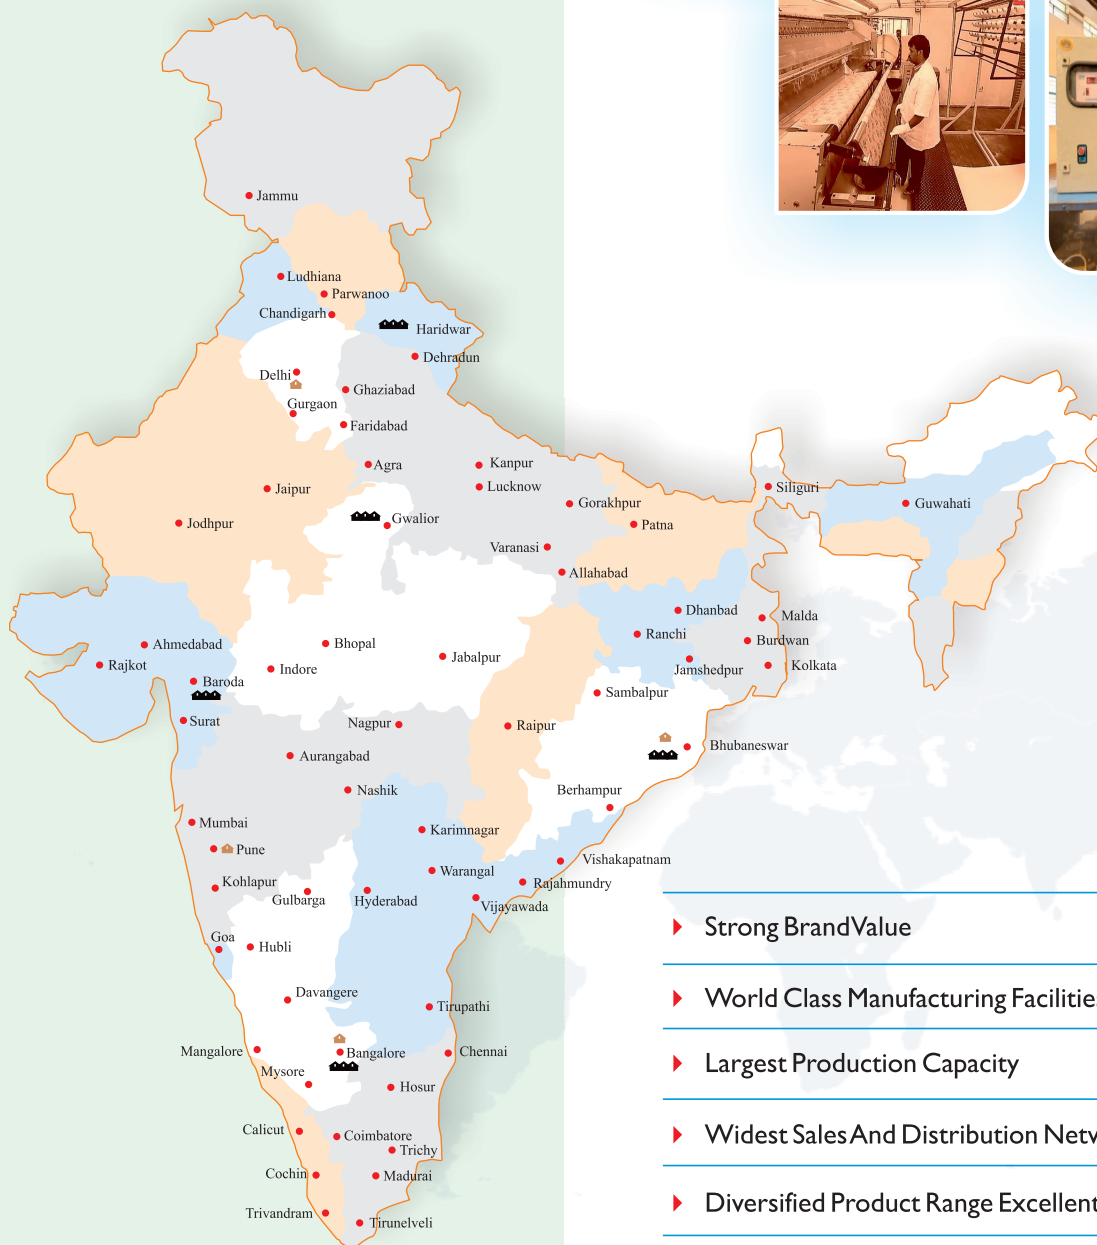 Jammu
Ludhiana
Parwanoo
Chandigarh
Haridwar
Dehradun
Delhi
Ghaziabad
Gurgaon
Faridabad
Agra
Kanpur
Jaipur
Lucknow
Siliguri
Gorakhpur
Guwahati
Jodhpur
Gwalior
Patna
Varanasi
Allahabad
Dhanbad
Malda
Ranchi
Burdwan
Ahmedabad
Bhopal
Jabalpur
Rajkot
Indore
Jamshedpur
Kolkata
Baroda
Sambalpur
Surat
Nagpur
Raipur
Bhubaneswar
Aurangabad
Nashik
Berhampur
Mumbai
Karimnagar
Pune
Vishakapatnam
Warangal
Kohlapur
Rajahmundry
Gulbarga
Hyderabad
Vijayawada
Goa
Hubli
Davangere
Tirupathi
Mangalore
Bangalore
Chennai
Mysore
Hosur
Calicut
Coimbatore
Trichy
Cochin
Madurai
Trivandram
Tirunelveli
Strong Brand Value
World Class Manufacturing Facilitie
Largest Production Capacity
Widest Sales And Distribution Netw
Diversified Product Range Excellent